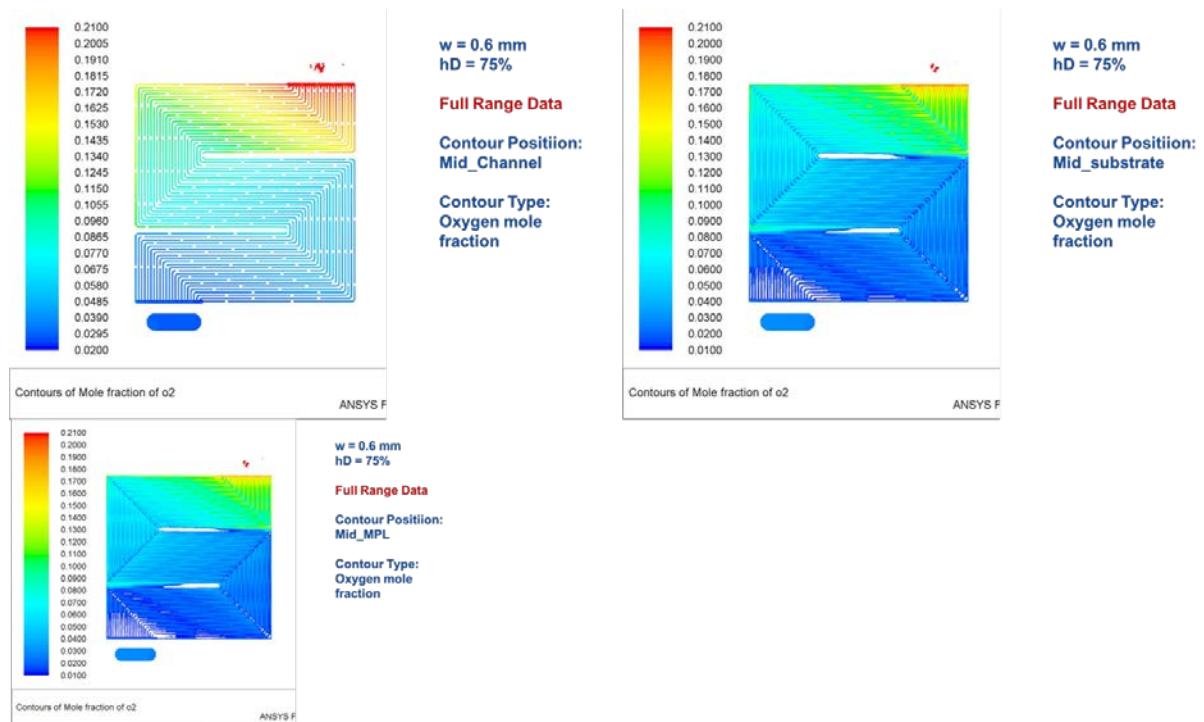 0.2100
0.2005
0.1910
0.1815
0.1720
0.1625
0.1530
0.1435
0.1340
0.1245
0.1150
0.1055
0.0960
0.0865
0.0770
0.0675
0.0580
0.0485
0.0390
0.0295
0.0200
w = 0.6 mm
hD = 75%
Full Range Data
Contour Positiion:
Mid_Channel
Contour Type:
Oxygen mole
fraction
Contours of Mole fraction of o2
ANSYS F
0.2100
0.2000
0.1900
0.1800
0.1700
0.1600
0.1500
0.1400
0.1300
0.1200
0.1100
0.1000
0.0900
0.0800
0.0700
0.0600
0.0500
0.0400
0.0300
0.0200
0.0100
w = 0.6 mm
hD = 75%
Full Range Data
Contour Positiion:
Mid_substrate
Contour Type:
Oxygen mole
fraction
Contours of Mole fraction of o2
ANSYS F
0.2100
0.2000
0.1900
0.1800
0.1700
0.1600
0.1500
0.1400
0.1300
0.1200
0.1100
0.1000
0.0900
0.0800
0.0700
0.0600
0.0500
0.0400
0.0300
0.0200
0.0100
w = 0.6 mm
hD = 75%
Full Range Data
Contour Positiion:
Mid_MPL
Contour Type:
Oxygen mole
fraction
Contours of Mole fraction of o2
ANSYS F